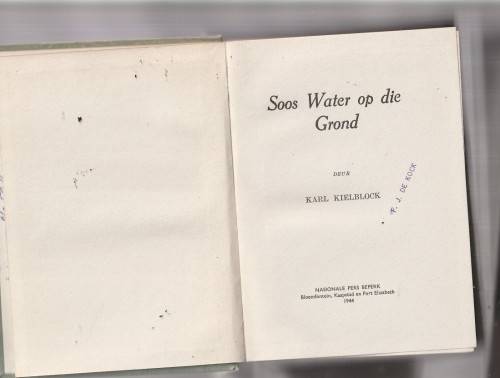 Soos Water op die
Grond
DEUR
KARL KIELBLOCK
P. J. DE KOCK
NASIONALE PERS BEPERK
Bloemfontein, Kaapstad en Port Elizabeth
1944